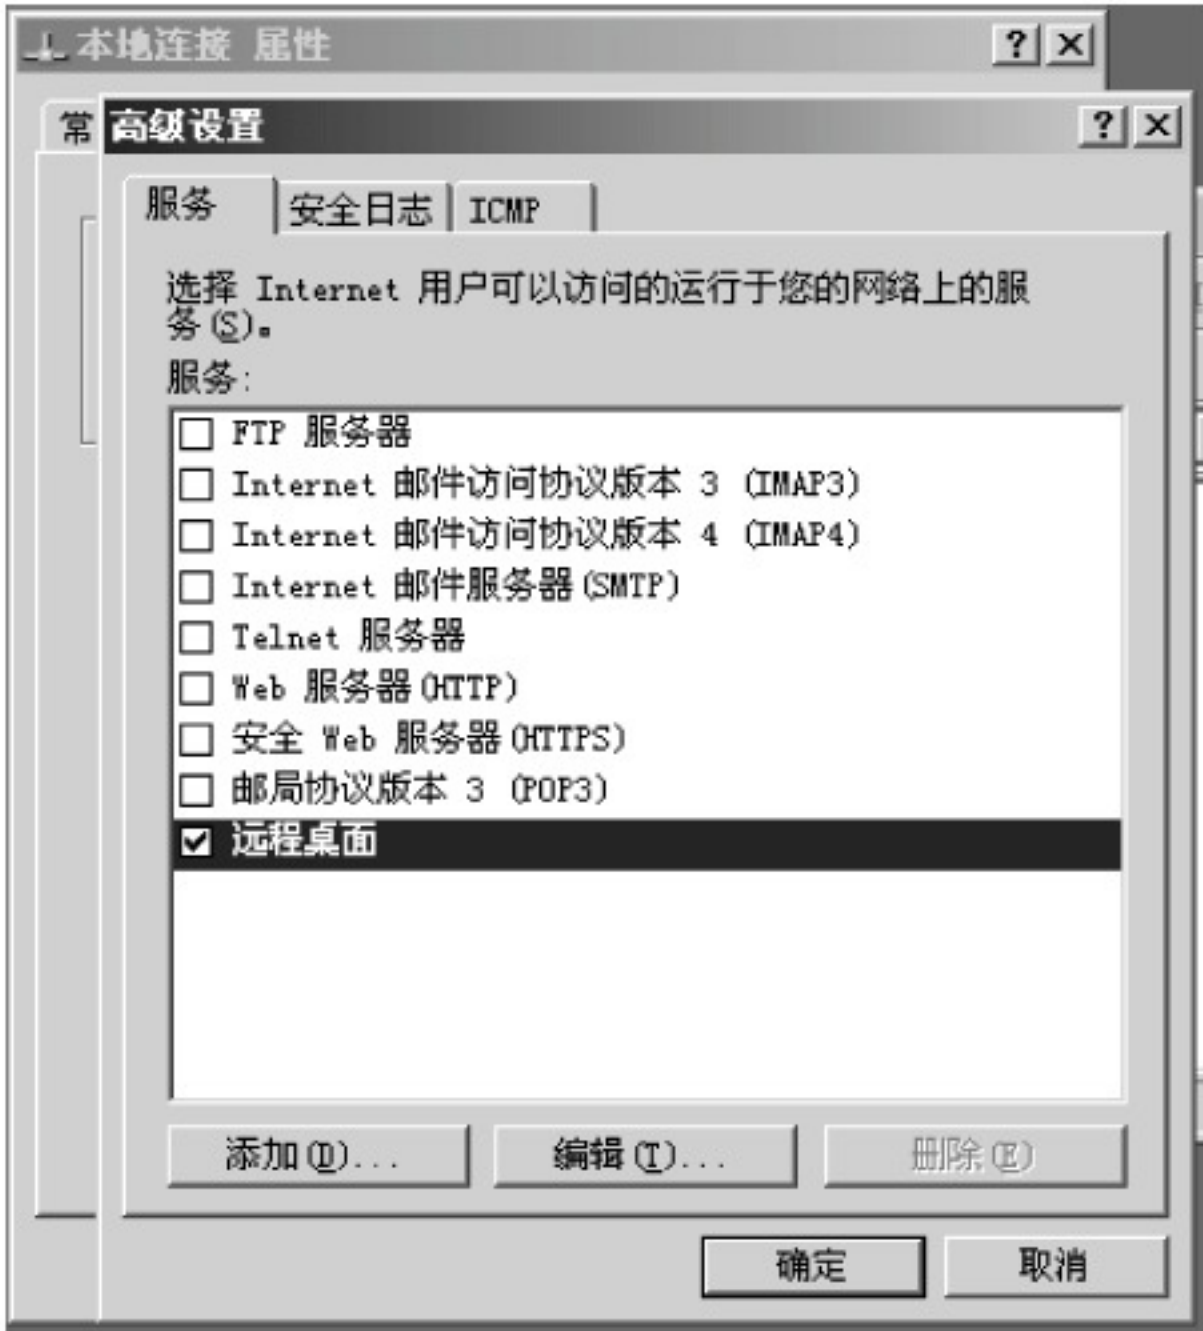 本地连接 属性
常
高级设置
服务
安全日志
ICMP
选择 Internet 用户可以访问的运行于您的网络上的服
务(S)。
服务:
FTP 服务器
Internet 邮件访问协议版本 3 (IMAP3)
Internet 邮件访问协议版本 4 (IMAP4)
Internet 邮件服务器(SMTP)
Telnet 服务器
Web 服务器(HTTP)
安全 Web 服务器(HTTPS)
邮局协议版本 3 (POP3)
远程桌面
添加(D)...
编辑(T)...
删除(E)
确定
取消